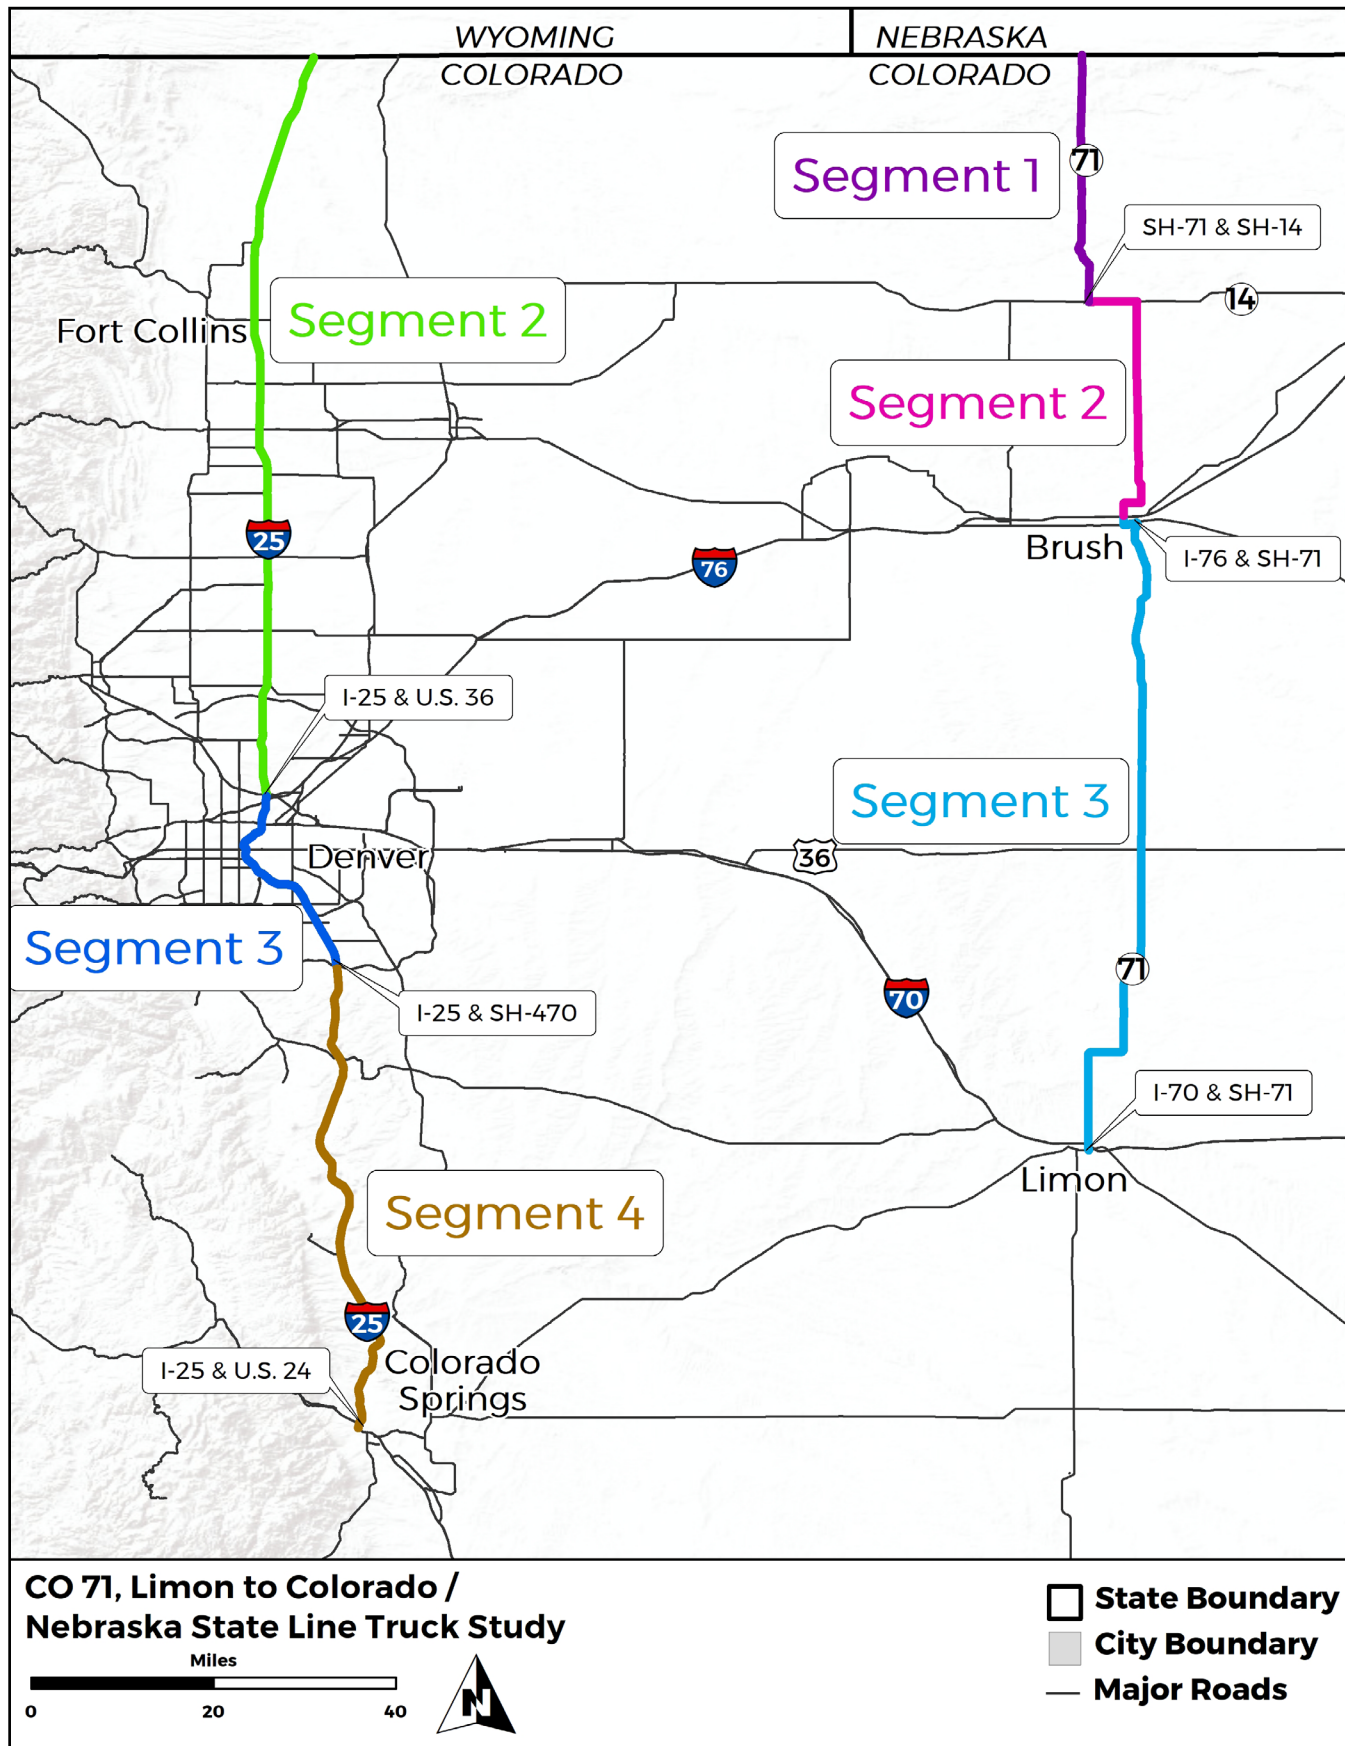 WYOMING
COLORADO
NEBRASKA
COLORADO
Segment 1
71
SH-71 & SH-14
14
Segment 2
Fort Collins
Segment 2
25
76
Brush
I-76 & SH-71
I-25 & U.S. 36
Segment 3
36
Denver
Segment 3
71
70
I-25 & SH-470
I-70 & SH-71
Limon
Segment 4
25
Colorado
Springs
I-25 & U.S. 24
CO 71, Limon to Colorado /
Nebraska State Line Truck Study
Miles
0 20 40
N
State Boundary
City Boundary
Major Roads